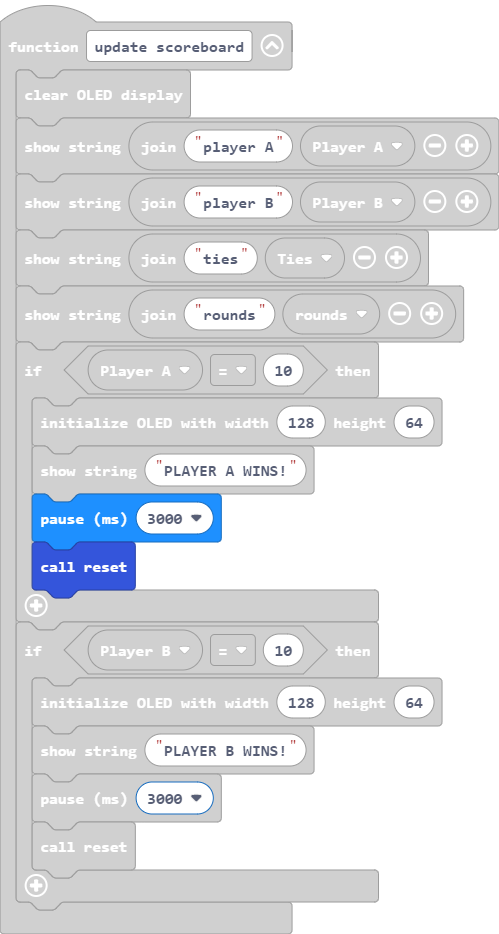 function update scoreboard
clear OLED display
show string join "player A" Player A
show string join "player B" Player B
show string join "ties" Ties
show string join "rounds" rounds
if Player A = 10 then
initialize OLED with width 128 height 64
show string "PLAYER A WINS!"
pause (ms) 3000
call reset
if Player B = 10 then
initialize OLED with width 128 height 64
show string "PLAYER B WINS!"
pause (ms) 3000
call reset